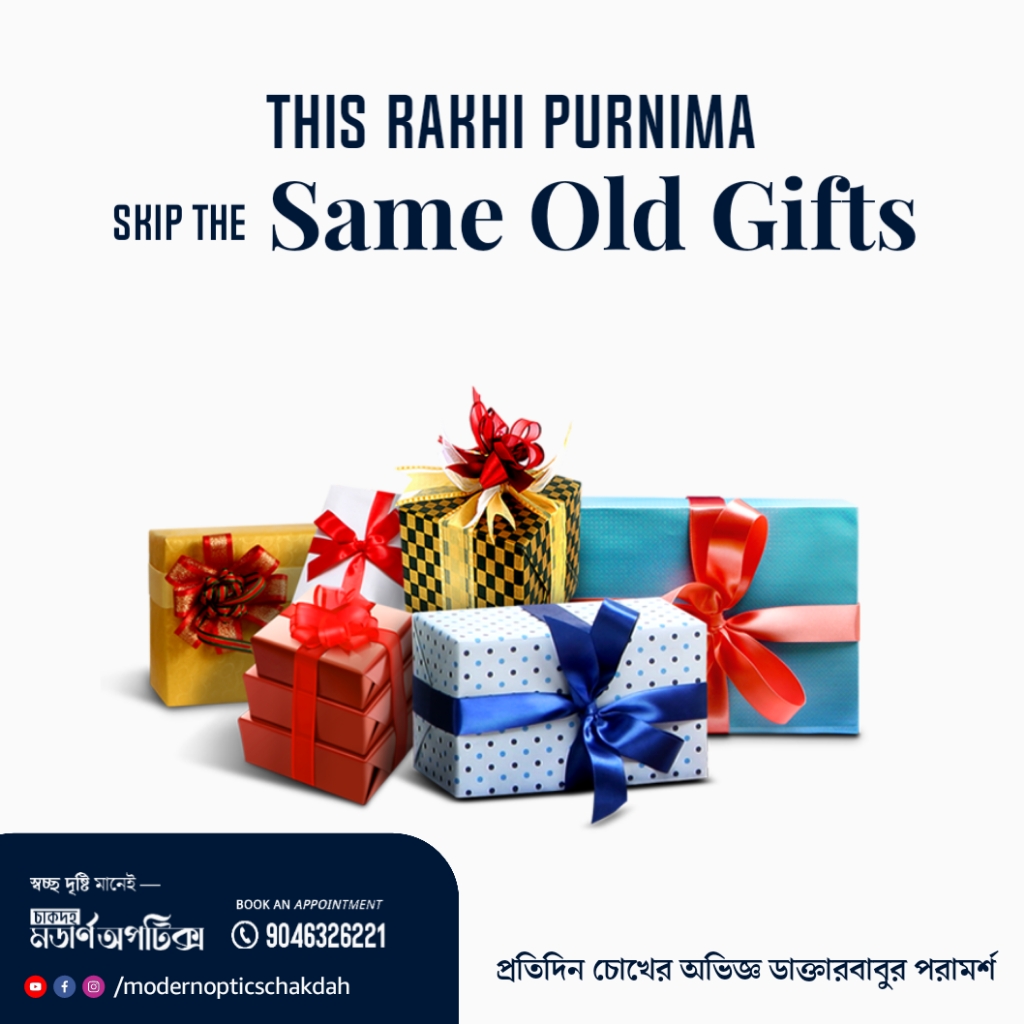 THIS RAKHI PURNIMA
SKIP THE Same Old Gifts
স্বচ্ছ দৃষ্টি মানেই —
চাকদহ
মডার্ণ অপটিক্স
BOOK AN APPOINTMENT
9046326221
/modernopticschakdah
প্রতিদিন চোখের অভিজ্ঞ ডাক্তারবাবুর পরামর্শ